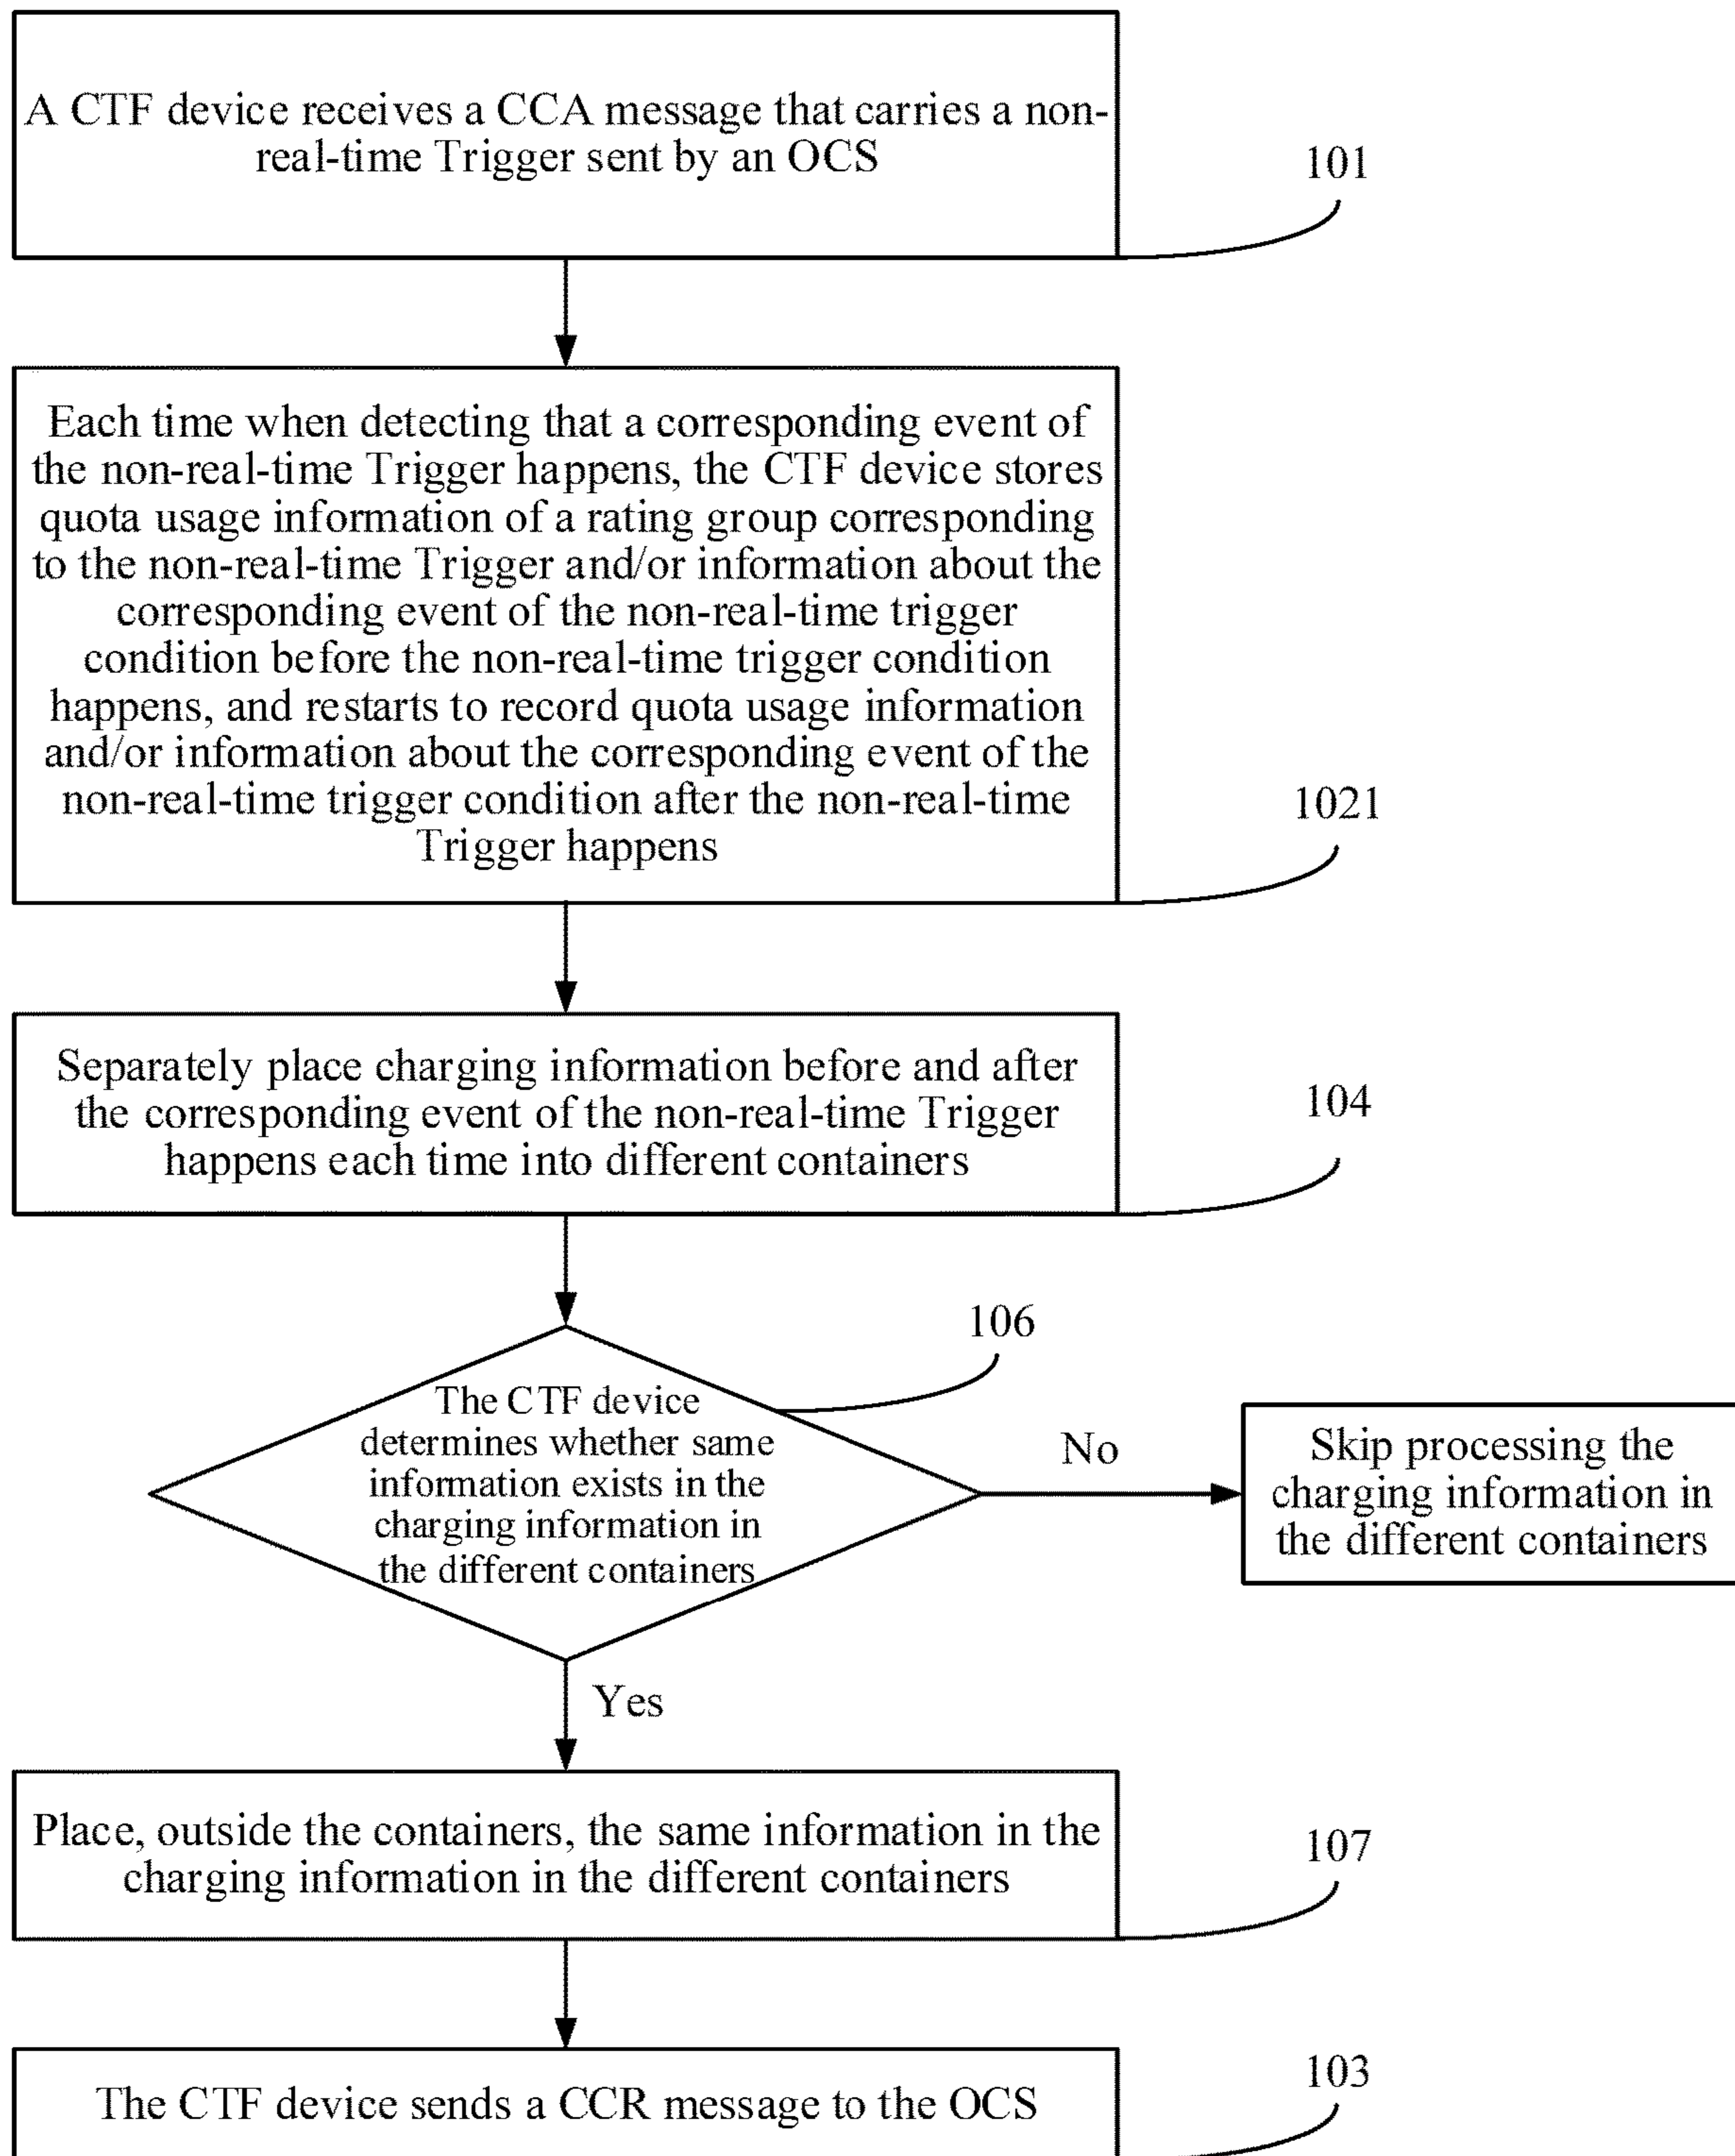 A CTF device receives a CCA message that carries a non-
real-time Trigger sent by an OCS
101
Each time when detecting that a corresponding event of
the non-real-time Trigger happens, the CTF device stores
quota usage information of a rating group corresponding
to the non-real-time Trigger and/or information about the
corresponding event of the non-real-time trigger
condition before the non-real-time trigger condition
happens, and restarts to record quota usage information
and/or information about the corresponding event of the
non-real-time trigger condition after the non-real-time
Trigger happens
1021
Separately place charging information before and after
the corresponding event of the non-real-time Trigger
happens each time into different containers
104
106
The CTF device
determines whether same
information exists in the
charging information in
the different containers
No
Skip processing the
charging information in
the different containers
Yes
Place, outside the containers, the same information in the
charging information in the different containers
107
The CTF device sends a CCR message to the OCS
103